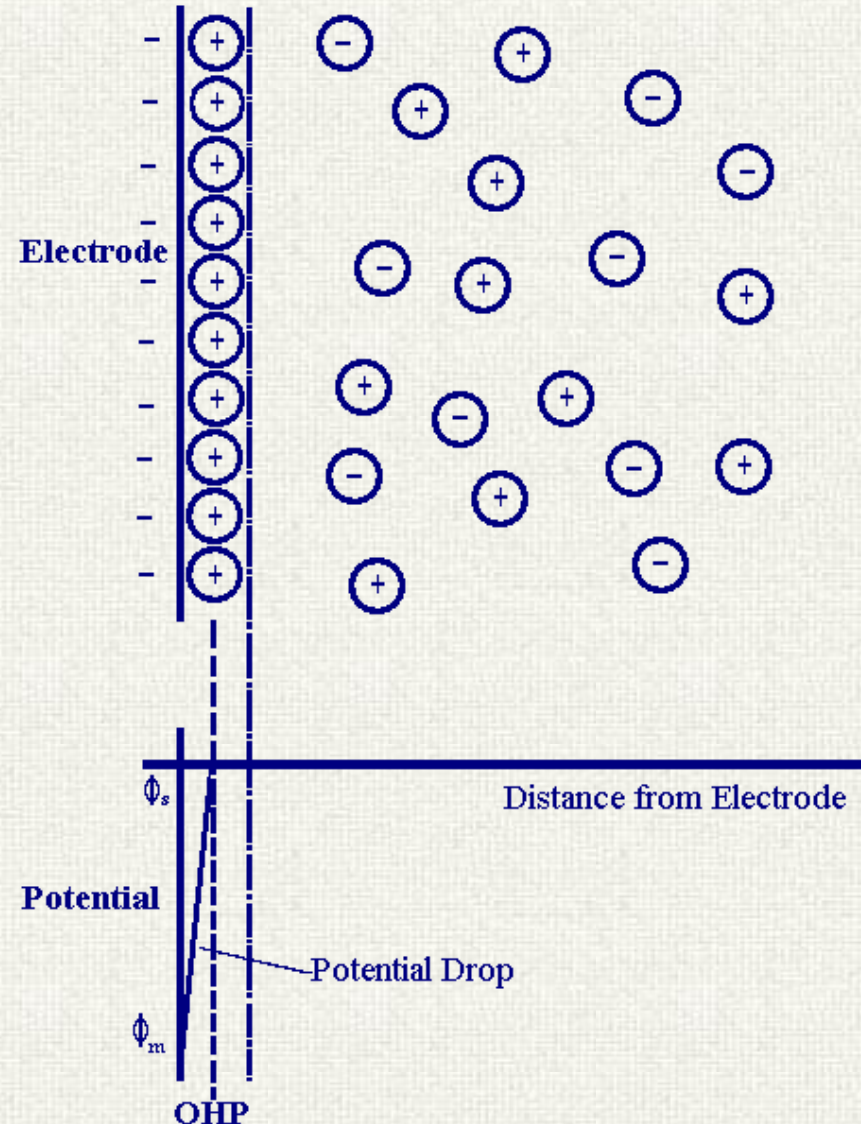 Electrode
Φs
Distance from Electrode
Potential
Potential Drop
Φm
OHP